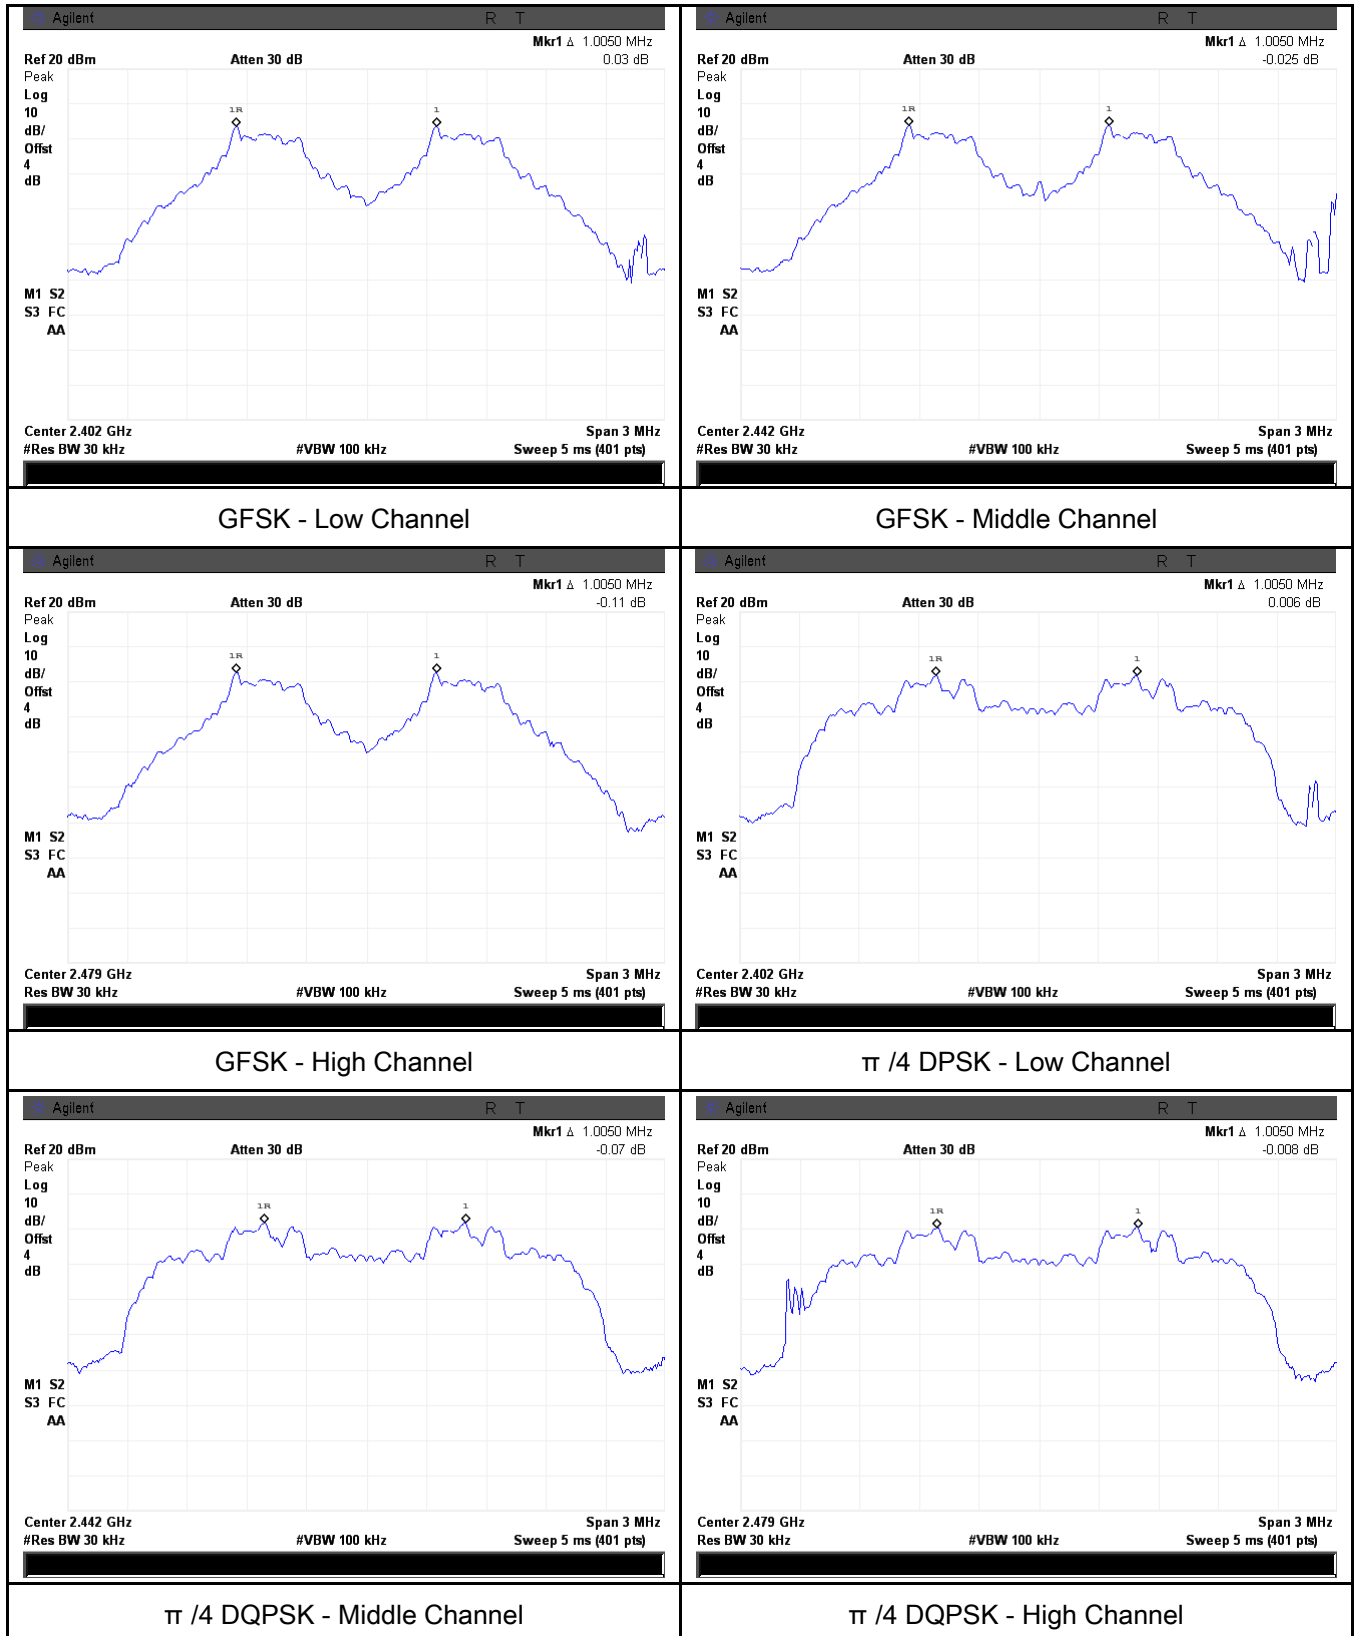 Agilent R T
Mkr1 Δ 1.0050 MHz
Ref 20 dBm Atten 30 dB 0.03 dB
Peak
Log
10
dB/
Offst
4
dB
1R 1
M1 S2
S3 FC
AA
Center 2.402 GHz Span 3 MHz
#Res BW 30 kHz #VBW 100 kHz Sweep 5 ms (401 pts)
GFSK - Low Channel
Agilent R T
Mkr1 Δ 1.0050 MHz
Ref 20 dBm Atten 30 dB -0.025 dB
Peak
Log
10
dB/
Offst
4
dB
1R 1
M1 S2
S3 FC
AA
Center 2.442 GHz Span 3 MHz
#Res BW 30 kHz #VBW 100 kHz Sweep 5 ms (401 pts)
GFSK - Middle Channel
Agilent R T
Mkr1 Δ 1.0050 MHz
Ref 20 dBm Atten 30 dB -0.11 dB
Peak
Log
10
dB/
Offst
4
dB
1R 1
M1 S2
S3 FC
AA
Center 2.479 GHz Span 3 MHz
Res BW 30 kHz #VBW 100 kHz Sweep 5 ms (401 pts)
GFSK - High Channel
Agilent R T
Mkr1 Δ 1.0050 MHz
Ref 20 dBm Atten 30 dB 0.006 dB
Peak
Log
10
dB/
Offst
4
dB
1R 1
M1 S2
S3 FC
AA
Center 2.402 GHz Span 3 MHz
#Res BW 30 kHz #VBW 100 kHz Sweep 5 ms (401 pts)
π /4 DPSK - Low Channel
Agilent R T
Mkr1 Δ 1.0050 MHz
Ref 20 dBm Atten 30 dB -0.07 dB
Peak
Log
10
dB/
Offst
4
dB
1R 1
M1 S2
S3 FC
AA
Center 2.442 GHz Span 3 MHz
#Res BW 30 kHz #VBW 100 kHz Sweep 5 ms (401 pts)
π /4 DQPSK - Middle Channel
Agilent R T
Mkr1 Δ 1.0050 MHz
Ref 20 dBm Atten 30 dB -0.008 dB
Peak
Log
10
dB/
Offst
4
dB
1R 1
M1 S2
S3 FC
AA
Center 2.479 GHz Span 3 MHz
Res BW 30 kHz #VBW 100 kHz Sweep 5 ms (401 pts)
π /4 DQPSK - High Channel